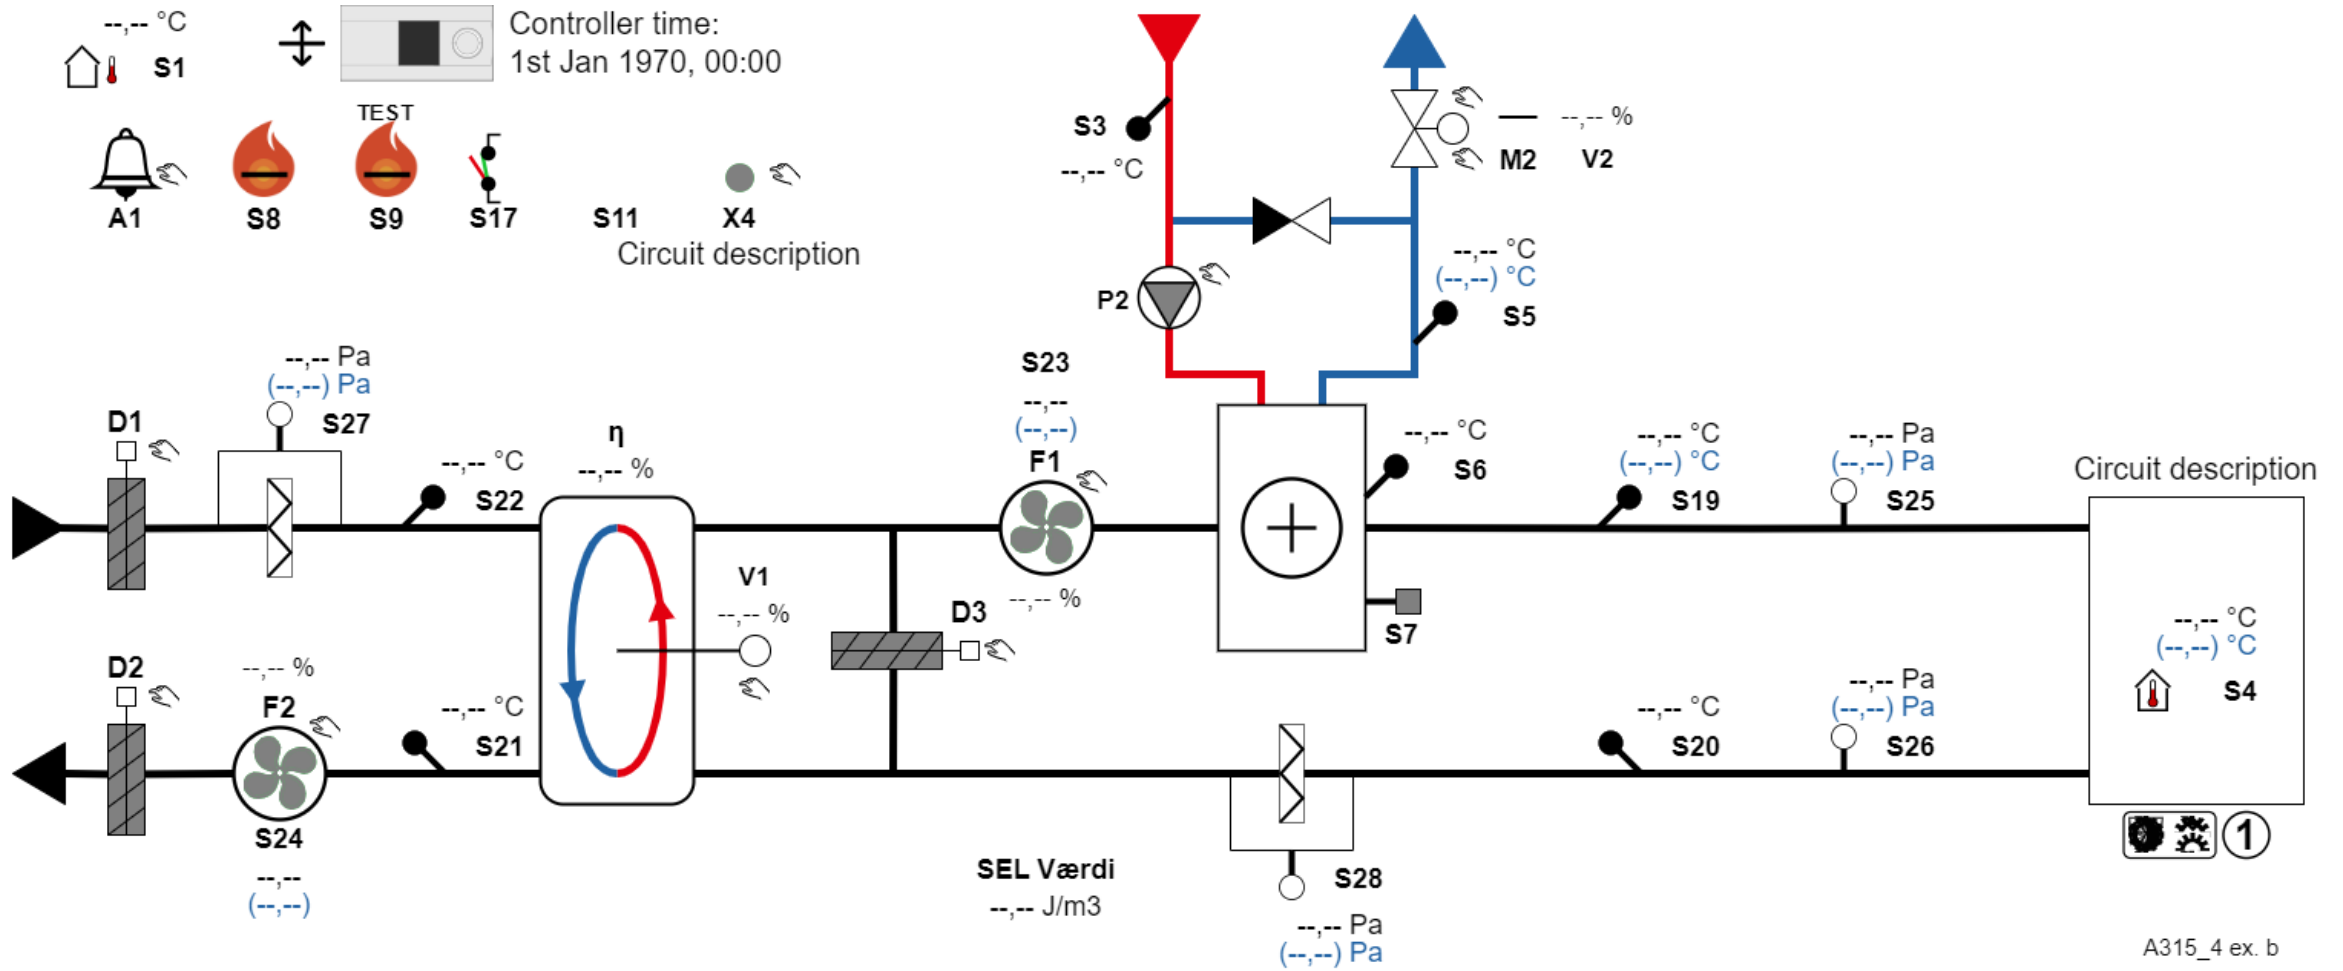 --,-- °C
S1
Controller time:
1st Jan 1970, 00:00
TEST
A1
S8
S9
S17
S11
X4
Circuit description
S3
--,-- °C
--,-- %
M2
V2
--,-- °C
(--,--) °C
S5
P2
--,-- Pa
(--,--) Pa
S27
D1
--,-- °C
S22
η
--,-- %
S23
--,--
(--,--)
F1
--,-- %
--,-- °C
S6
--,-- °C
(--,--) °C
S19
--,-- Pa
(--,--) Pa
S25
Circuit description
V1
--,-- %
D3
S7
--,-- °C
(--,--) °C
S4
D2
--,-- %
F2
S24
--,--
(--,--)
--,-- °C
S21
--,-- °C
S20
--,-- Pa
(--,--) Pa
S26
1
SEL Værdi
--,-- J/m3
S28
--,-- Pa
(--,--) Pa
A315_4 ex. b